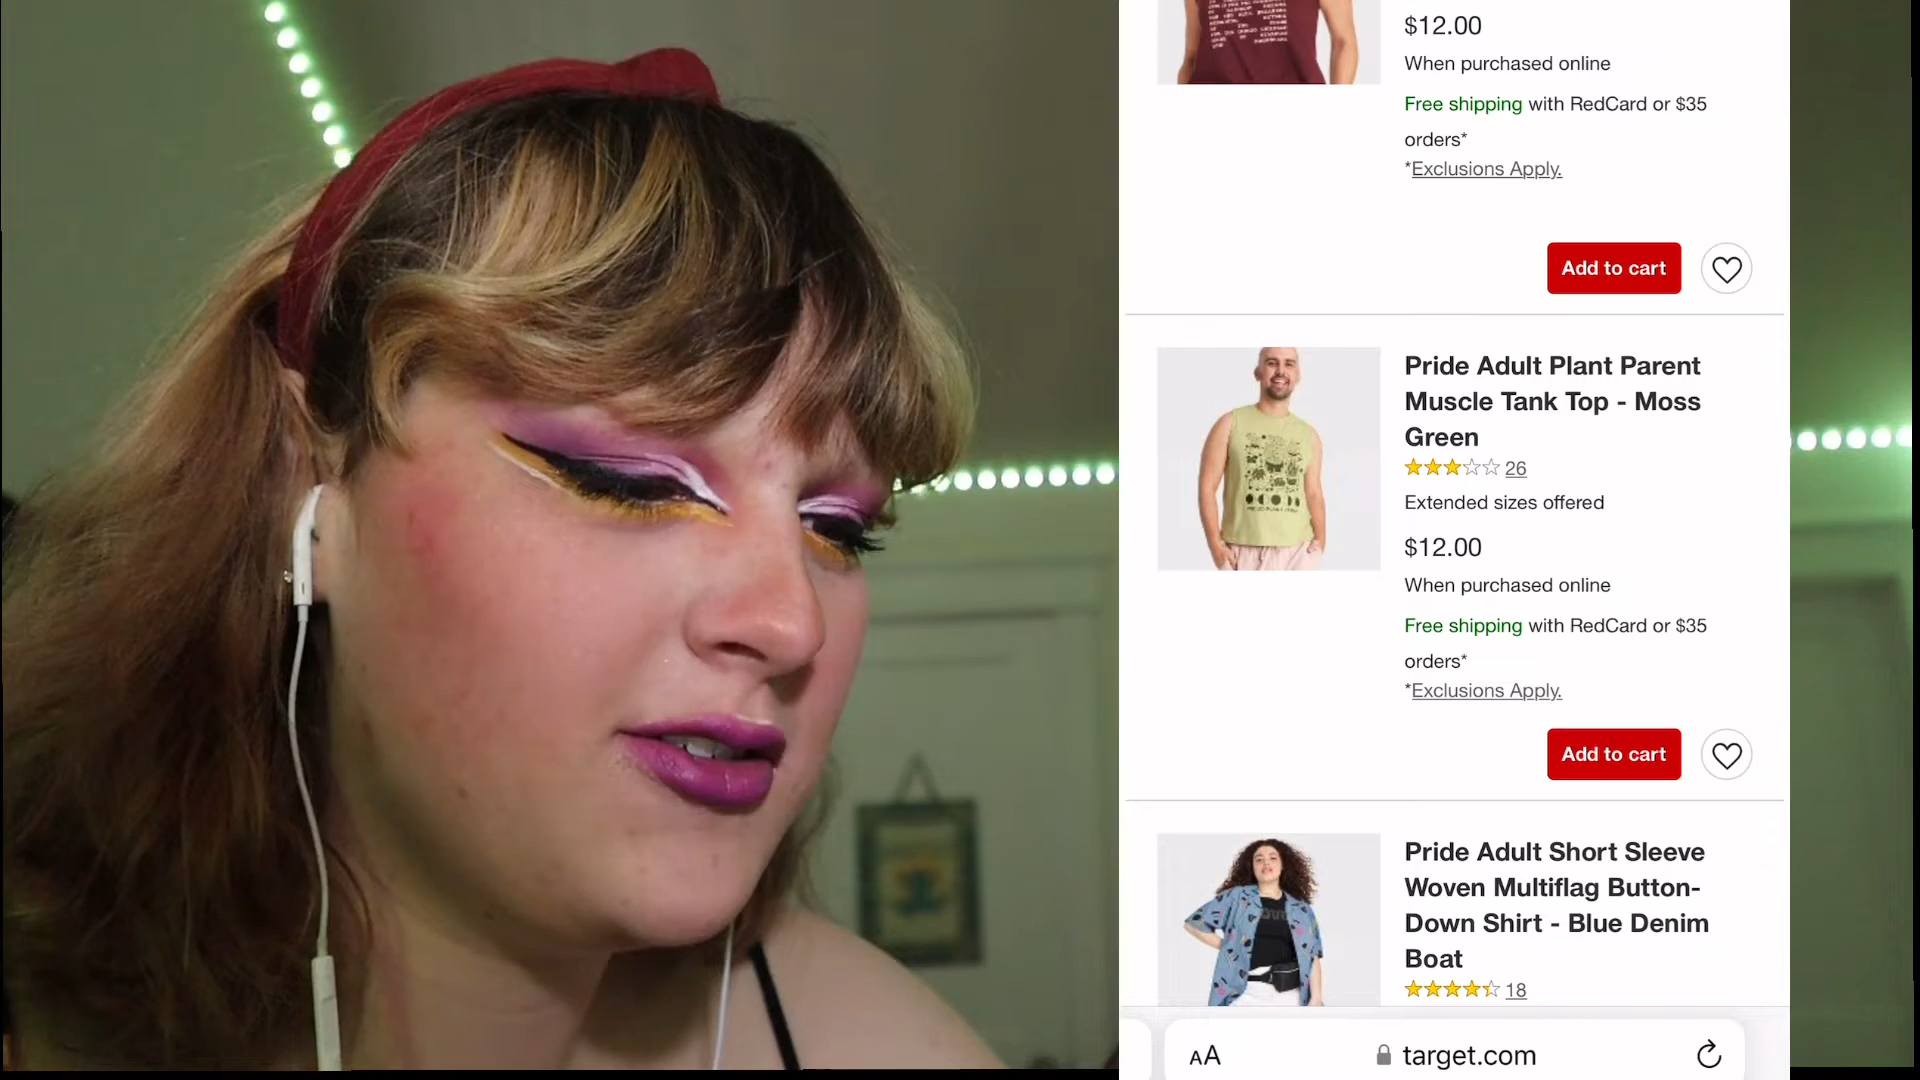 $12.00
When purchased online
Free shipping with RedCard or $35
orders*
*Exclusions Apply.
Add to cart
Pride Adult Plant Parent
Muscle Tank Top - Moss
Green
26
Extended sizes offered
$12.00
When purchased online
Free shipping with RedCard or $35
orders*
*Exclusions Apply.
Add to cart
Pride Adult Short Sleeve
Woven Multiflag Button-
Down Shirt - Blue Denim
Boat
18
AA
target.com